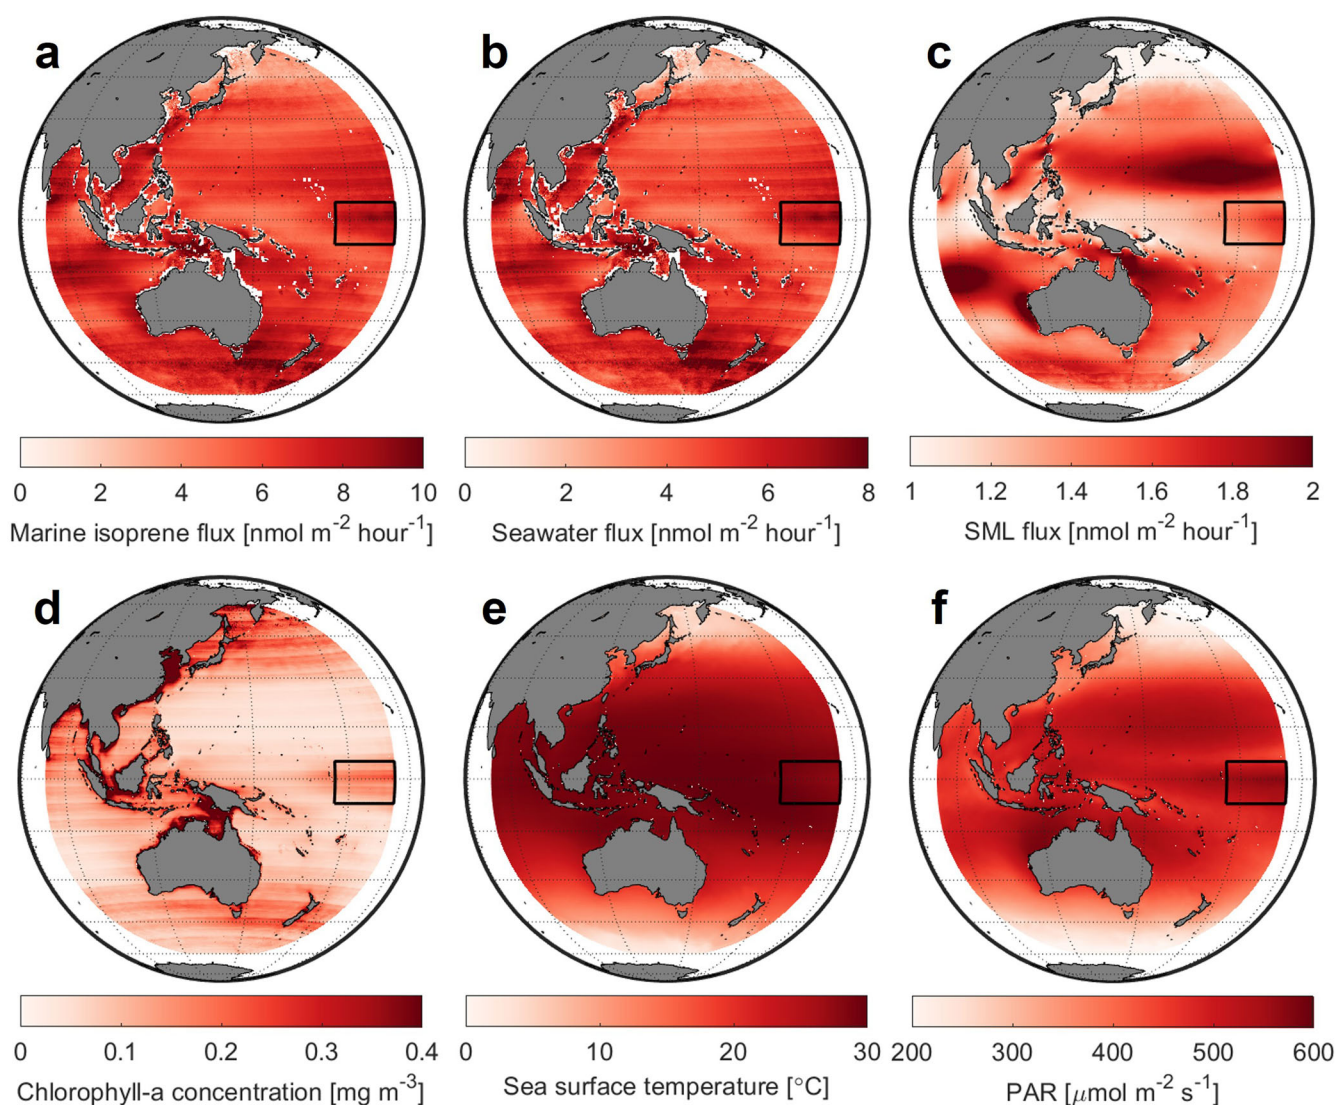 a b c
0 2 4 6 8 10
Marine isoprene flux [nmol m-2 hour-1]
0 2 4 6 8
Seawater flux [nmol m-2 hour-1]
1 1.2 1.4 1.6 1.8 2
SML flux [nmol m-2 hour-1]
d e f
0 0.1 0.2 0.3 0.4
Chlorophyll-a concentration [mg m-3]
0 10 20 30
Sea surface temperature [°C]
200 300 400 500 600
PAR [μmol m-2 s-1]